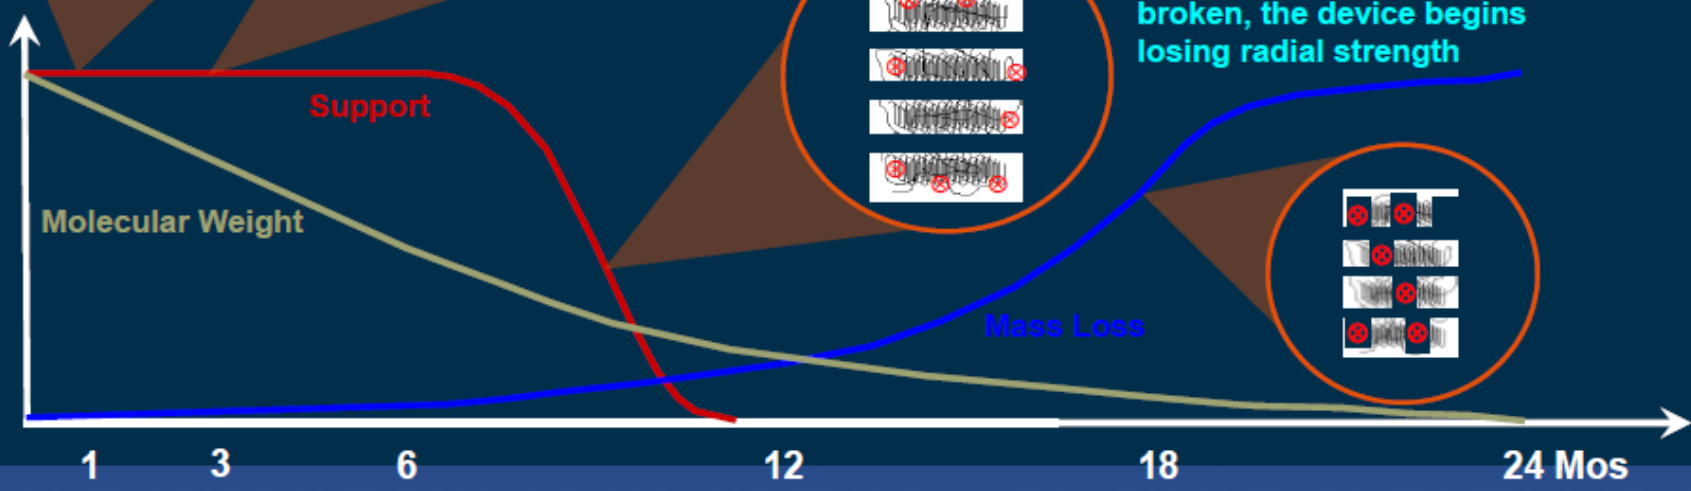 broken, the device begins
losing radial strength
Support
Molecular Weight
Mass Loss
1 3 6 12 18 24 Mos